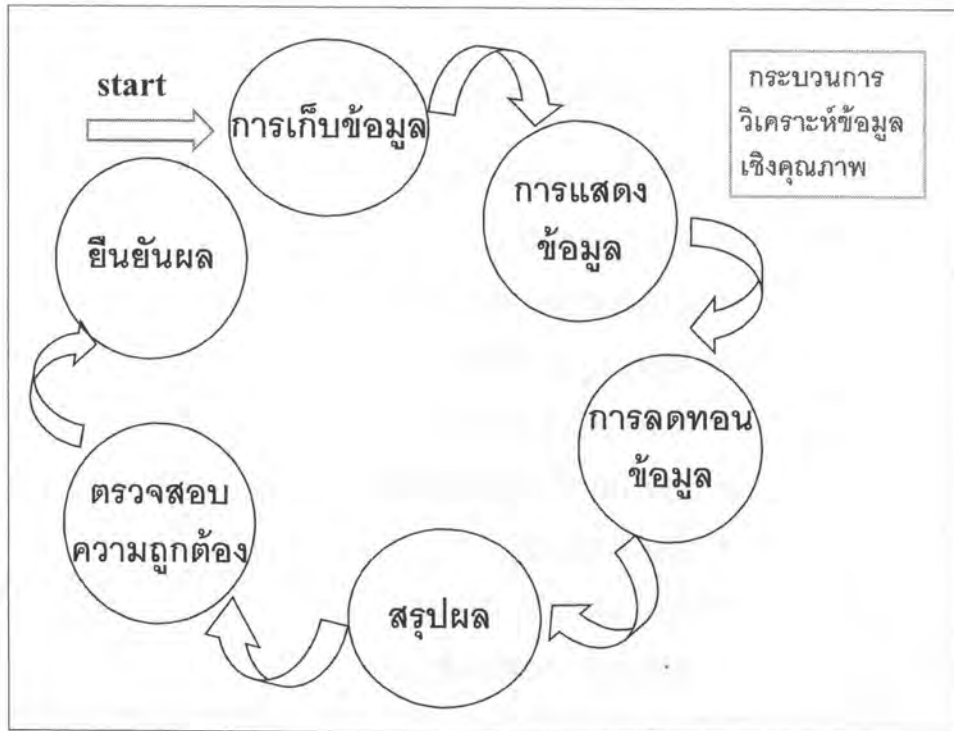 start
การเก็บข้อมูล
การแสดง
ข้อมูล
การลดทอน
ข้อมูล
สรุปผล
ตรวจสอบ
ความถูกต้อง
ยืนยันผล
กระบวนการ
วิเคราะห์ข้อมูล
เชิงคุณภาพ